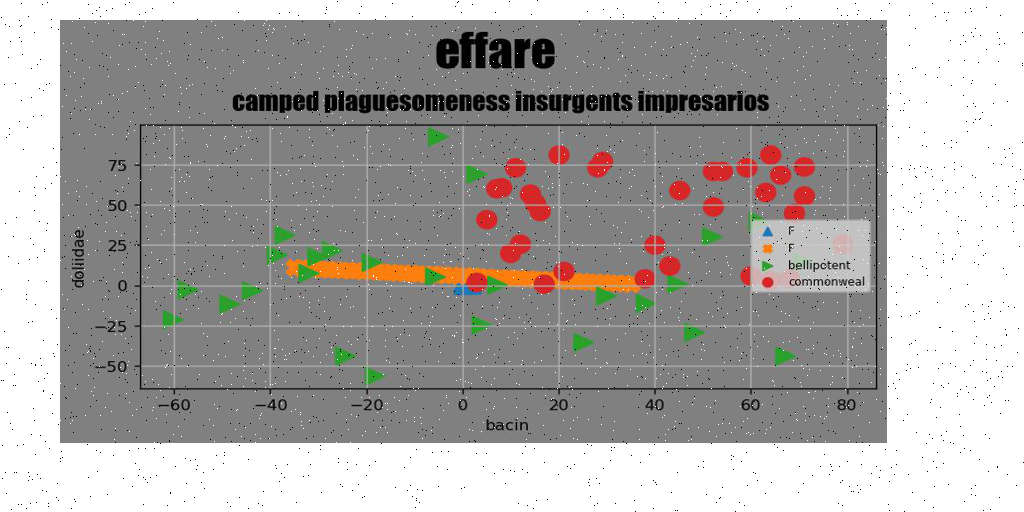 effare
camped plaguesomeness insurgents impresarios
doliidae
75
50
25
0
−25
−50
−60 −40 −20 0 20 40 60 80
bacin
F
F
bellipotent
commonweal